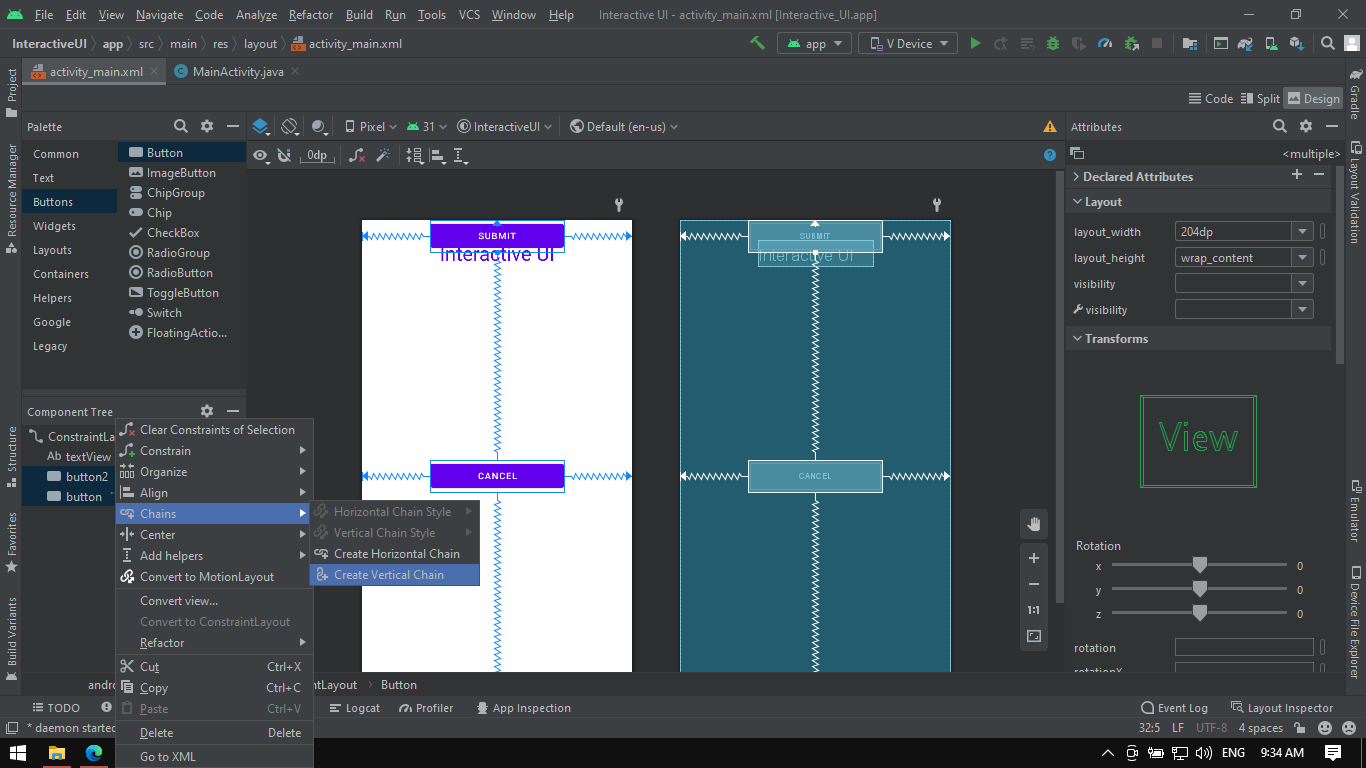 File Edit View Navigate Code Analyze Refactor Build Run Tools VCS Window Help Interactive UI - activity_main.xml [Interactive_UI.app]
InteractiveUI app src main res layout activity_main.xml app V Device
activity_main.xml MainActivity.java
Code Split Design
Project
Resource Manager
Structure
Favorites
Build Variants
Palette
Common
Text
Buttons
Widgets
Layouts
Containers
Helpers
Google
Legacy
Button
ImageButton
ChipGroup
Chip
CheckBox
RadioGroup
RadioButton
ToggleButton
Switch
FloatingActio...
Pixel 31 InteractiveUI Default (en-us)
0dp
Component Tree
ConstraintLa
Ab textView
button2
button
Clear Constraints of Selection
Constrain
Organize
Align
Chains
Center
Add helpers
Convert to MotionLayout
Convert view...
Convert to ConstraintLayout
Refactor
Cut Ctrl+X
Copy Ctrl+C
Paste Ctrl+V
Delete Delete
Go to XML
Horizontal Chain Style
Vertical Chain Style
Create Horizontal Chain
Create Vertical Chain
SUBMIT
Interactive UI
CANCEL
SUBMIT
Interactive UI
CANCEL
1:1
Attributes
<multiple>
Declared Attributes
Layout
layout_width 204dp
layout_height wrap_content
visibility
visibility
Transforms
View
Rotation
x 0
y 0
z 0
rotation
rotationX
Gradle
Layout Validation
Emulator
Device File Explorer
andro
ntLayout Button
TODO Logcat Profiler App Inspection Event Log Layout Inspector
* daemon started 32:5 LF UTF-8 4 spaces
ENG 9:34 AM